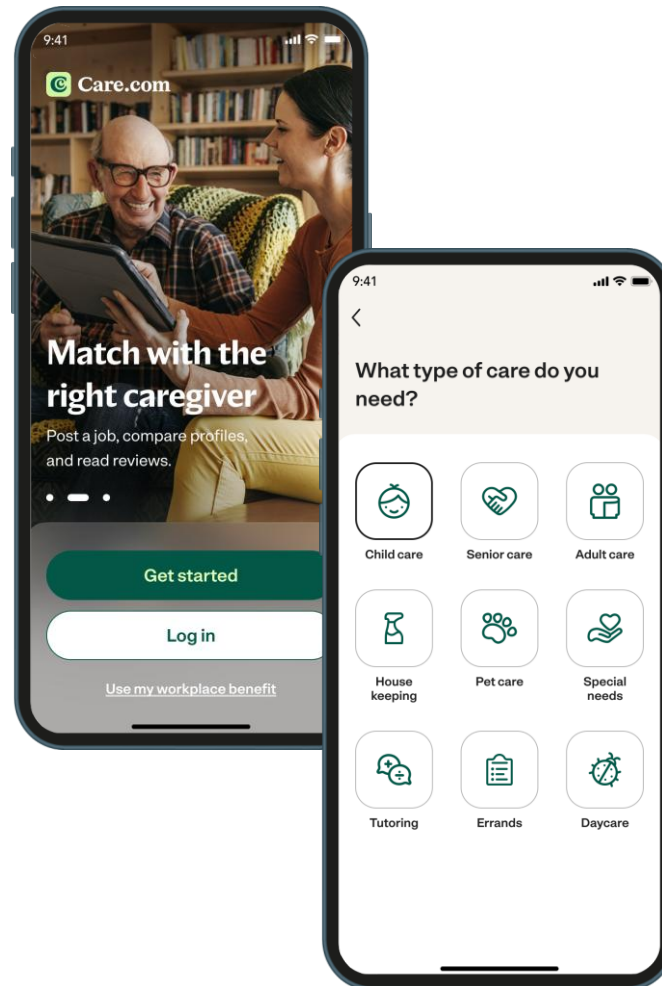 9:41
Care.com
Match with the
right caregiver
Post a job, compare profiles,
and read reviews.
Get started
Log in
Use my workplace benefit
9:41
What type of care do you
need?
Child care
Senior care
Adult care
House
keeping
Pet care
Special
needs
Tutoring
Errands
Daycare